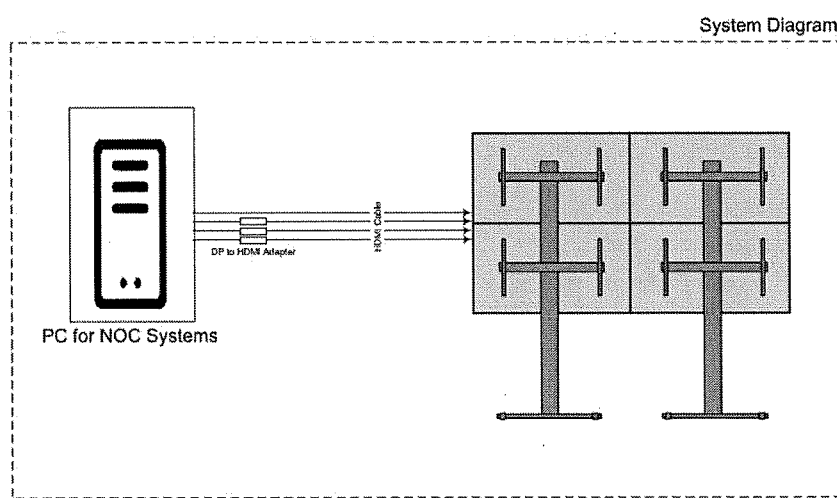 System Diagram
HDMI Cable
DP to HDMI Adapter
PC for NOC Systems